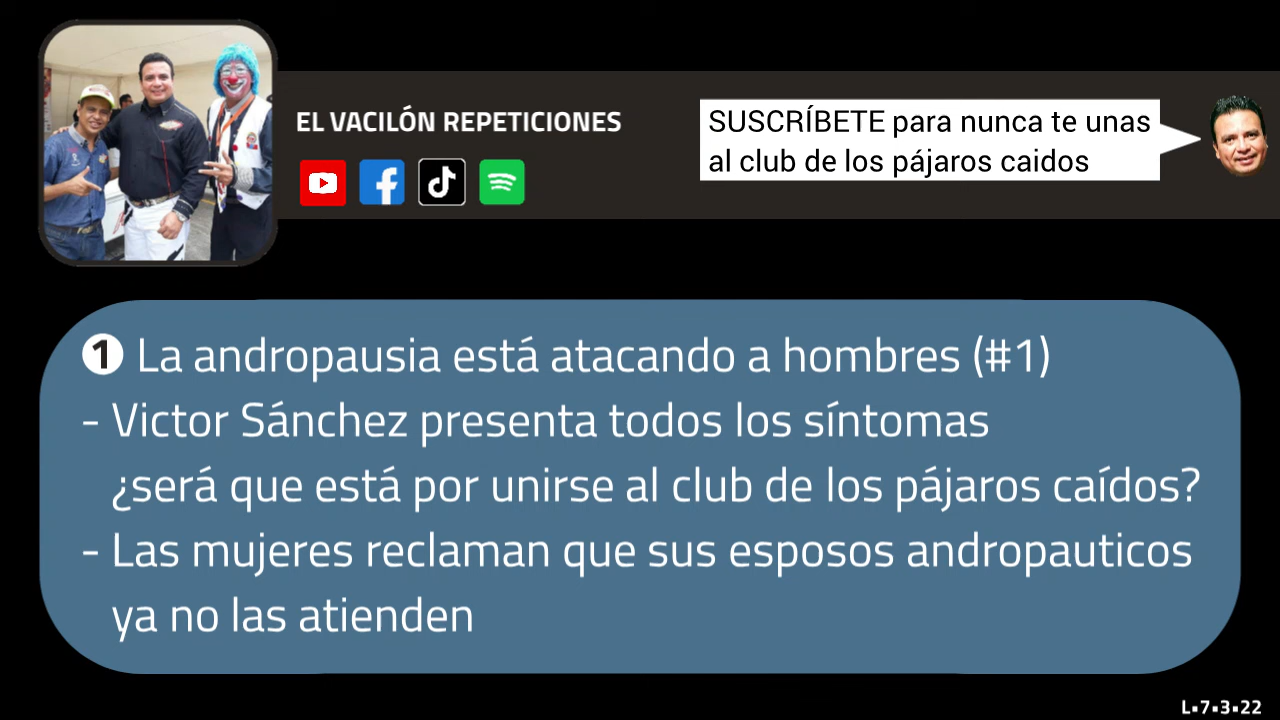 EL VACILÓN REPETICIONES
SUSCRÍBETE para nunca te unas
al club de los pájaros caidos
❶ La andropausia está atacando a hombres (#1)
- Victor Sánchez presenta todos los síntomas
¿será que está por unirse al club de los pájaros caídos?
- Las mujeres reclaman que sus esposos andropauticos
ya no las atienden
L▪7▪3▪22